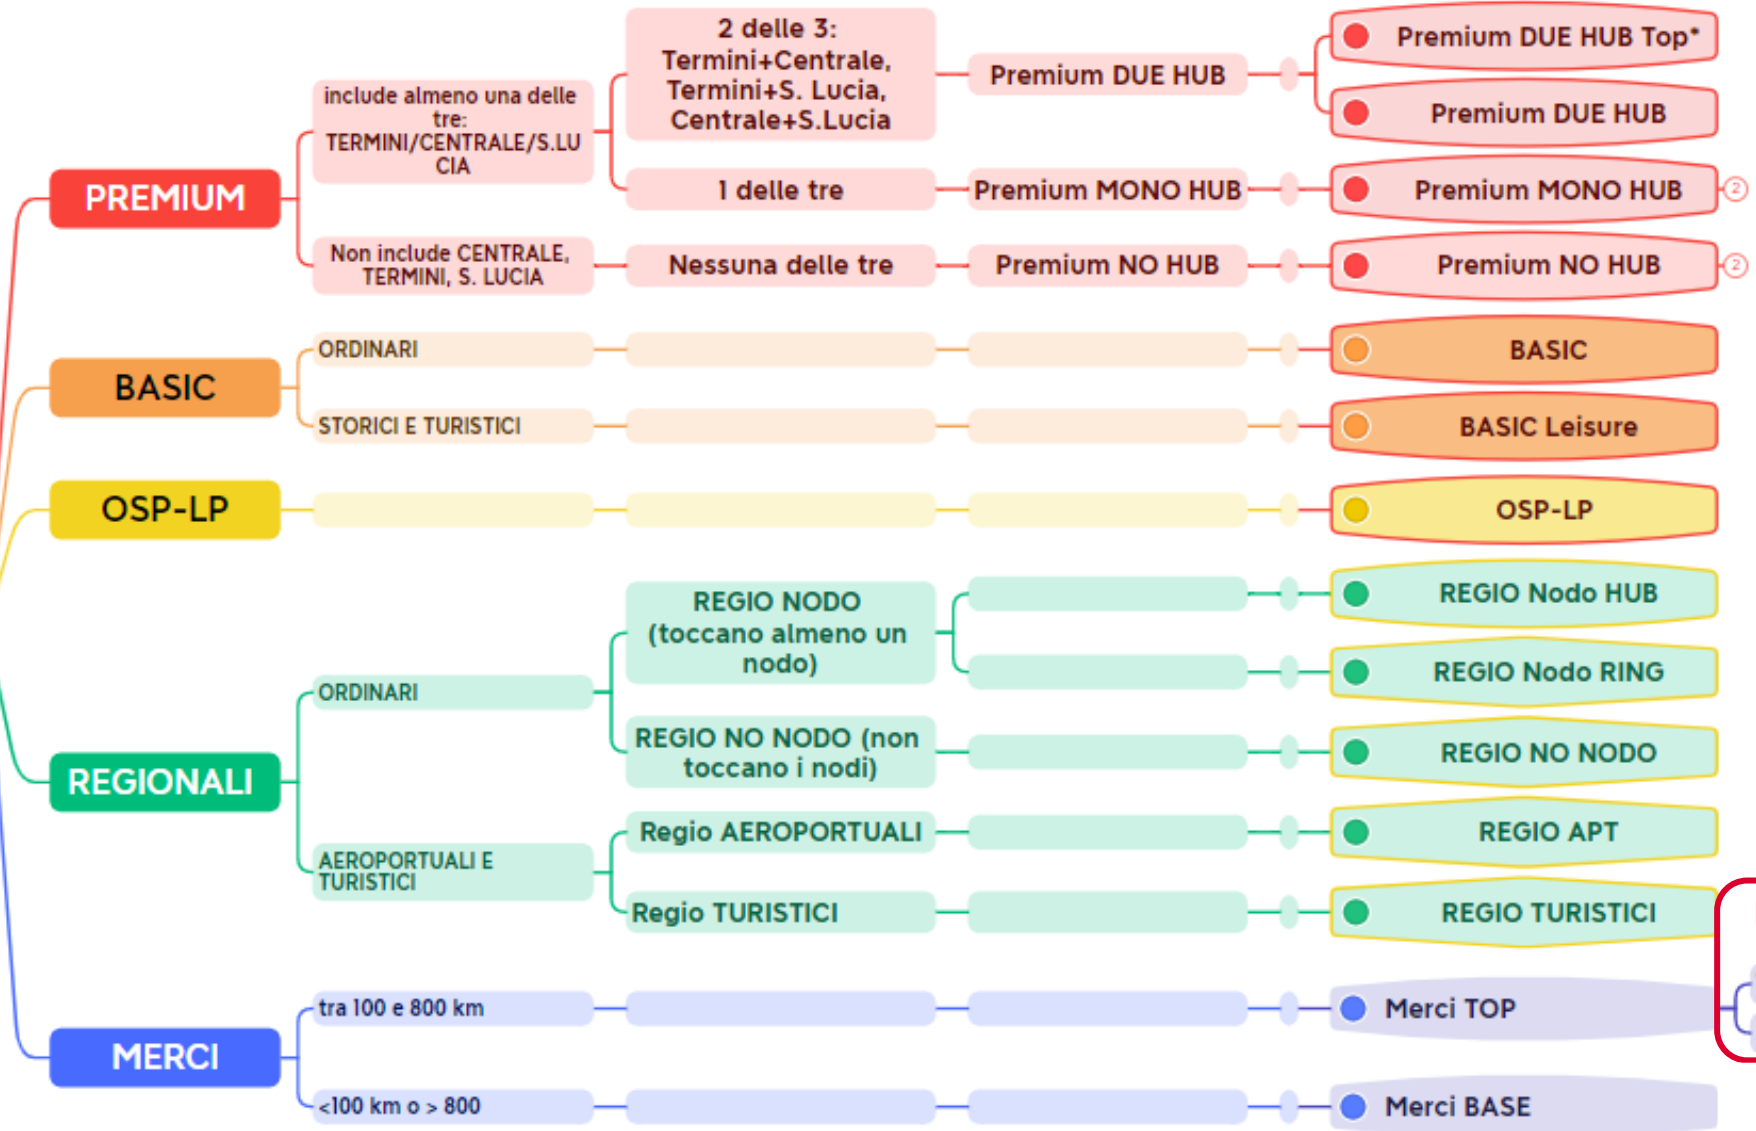 2 delle 3:
Termini+Centrale,
Termini+S. Lucia,
Centrale+S.Lucia
Premium DUE HUB
Premium DUE HUB Top*
Premium DUE HUB
include almeno una delle
tre:
TERMINI/CENTRALE/S.LU
CIA
PREMIUM
1 delle tre
Premium MONO HUB
Premium MONO HUB
2
Non include CENTRALE,
TERMINI, S. LUCIA
Nessuna delle tre
Premium NO HUB
Premium NO HUB
2
BASIC
ORDINARI
BASIC
STORICI E TURISTICI
BASIC Leisure
OSP-LP
OSP-LP
REGIONALI
ORDINARI
REGIO NODO
(toccano almeno un
nodo)
REGIO Nodo HUB
REGIO Nodo RING
REGIO NO NODO (non
toccano i nodi)
REGIO NO NODO
AEROPORTUALI E
TURISTICI
Regio AEROPORTUALI
REGIO APT
Regio TURISTICI
REGIO TURISTICI
MERCI
tra 100 e 800 km
Merci TOP
<100 km o > 800
Merci BASE